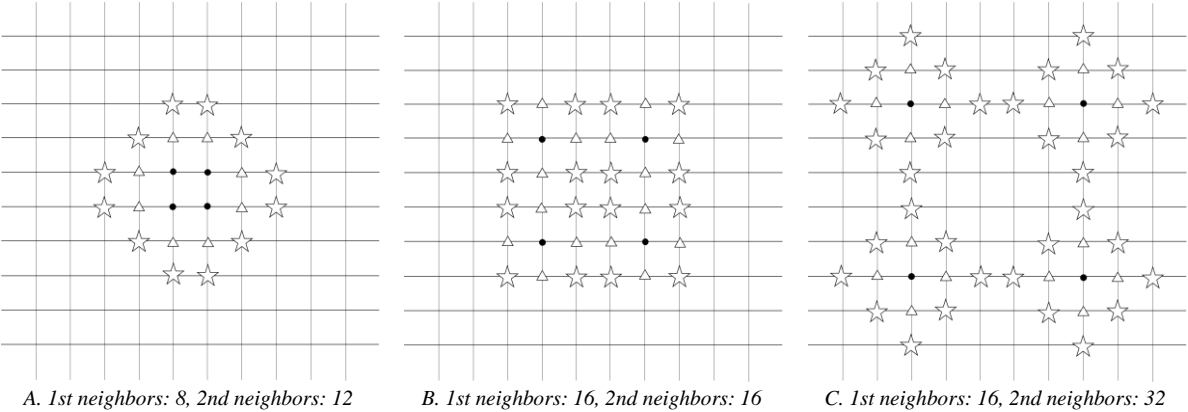 A. 1st neighbors: 8, 2nd neighbors: 12
B. 1st neighbors: 16, 2nd neighbors: 16
C. 1st neighbors: 16, 2nd neighbors: 32